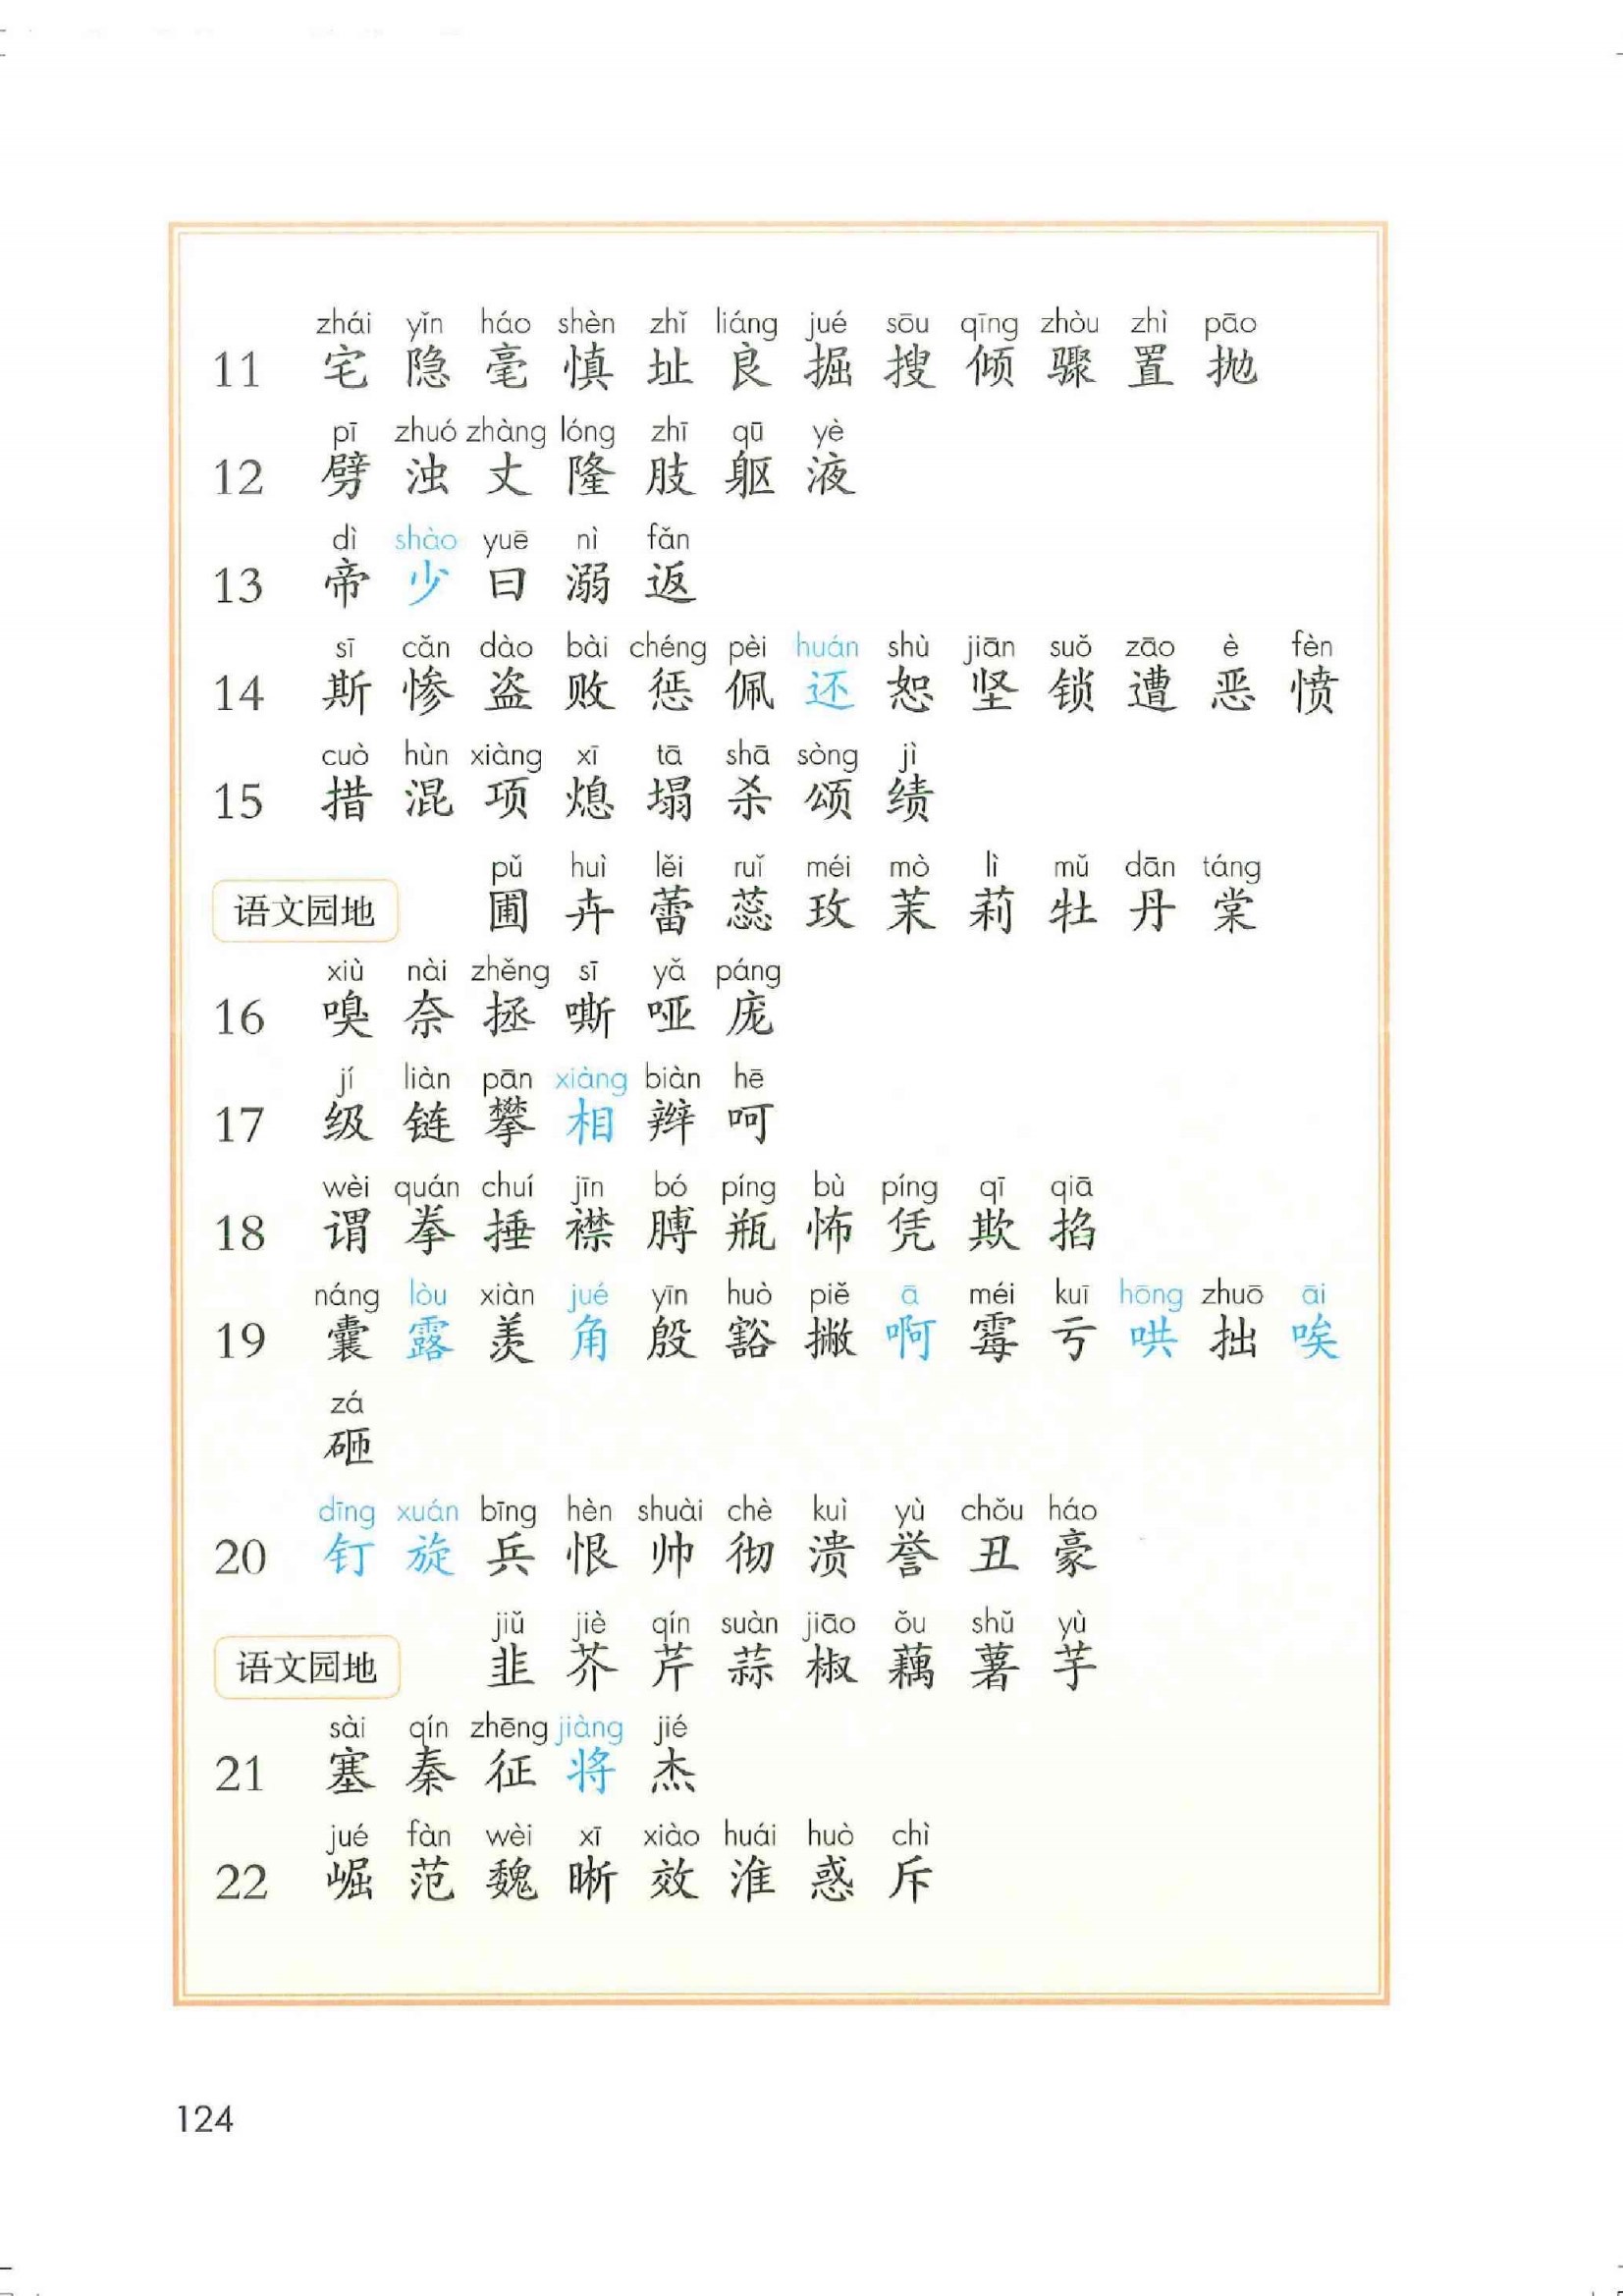 zhái yǐn háo shèn zhǐ liáng jué sōu qīng zhòu zhì pāo
11 宅 隐 毫 慎 址 良 掘 搜 倾 骤 置 抛
pī zhuó zhàng lóng zhī qū yè
12 劈 浊 丈 隆 肢 躯 液
dì shào yuē nì fǎn
13 帝 少 曰 溺 返
sī cǎn dào bài chéng pèi huán shù jiān suǒ zāo è fèn
14 斯 惨 盗 败 惩 佩 还 恕 坚 锁 遭 恶 愤
cuò hùn xiàng xī tā shā sòng jì
15 措 混 项 熄 塌 杀 颂 绩
pǔ huì lěi ruǐ méi mò lì mǔ dān táng
语文园地 圃 卉 蕾 蕊 玫 茉 莉 牡 丹 棠
xiù nài zhěng sī yǎ páng
16 嗅 奈 拯 嘶 哑 庞
jí liàn pān xiàng biàn hē
17 级 链 攀 相 辫 呵
wèi quán chuí jīn bó píng bù píng qī qiā
18 谓 拳 捶 襟 膊 瓶 怖 凭 欺 掐
náng lòu xiàn jué yīn huò piě ā méi kuī hōng zhuō āi
19 囊 露 羡 角 殷 豁 撇 啊 霉 亏 哄 拙 唉
zá
砸
dīng xuán bīng hèn shuài chè kuì yù chǒu háo
20 钉 旋 兵 恨 帅 彻 溃 誉 丑 豪
jiǔ jiè qín suàn jiāo ǒu shǔ yù
语文园地 韭 芥 芹 蒜 椒 藕 薯 芋
sài qín zhēng jiàng jié
21 塞 秦 征 将 杰
jué fàn wèi xī xiào huái huò chì
22 崛 范 魏 晰 效 淮 惑 斥
124